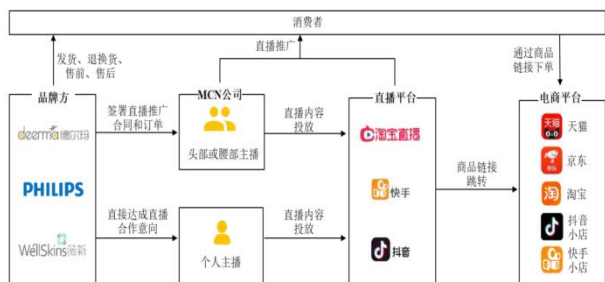 消费者
发货、退换货、
售前、售后
直播推广
通过商品
链接下单
品牌方
MCN公司
直播平台
电商平台
deerma德尔玛
签署直播推广
合同和订单
头部或腰部主播
直播内容
投放
淘宝直播
天猫
天猫
京东
京东
PHILIPS
快手
商品链接
跳转
淘
淘宝
WellSkins薇新
直接达成直播
合作意向
个人主播
直播内容
投放
抖音
抖音
小店
快手
小店